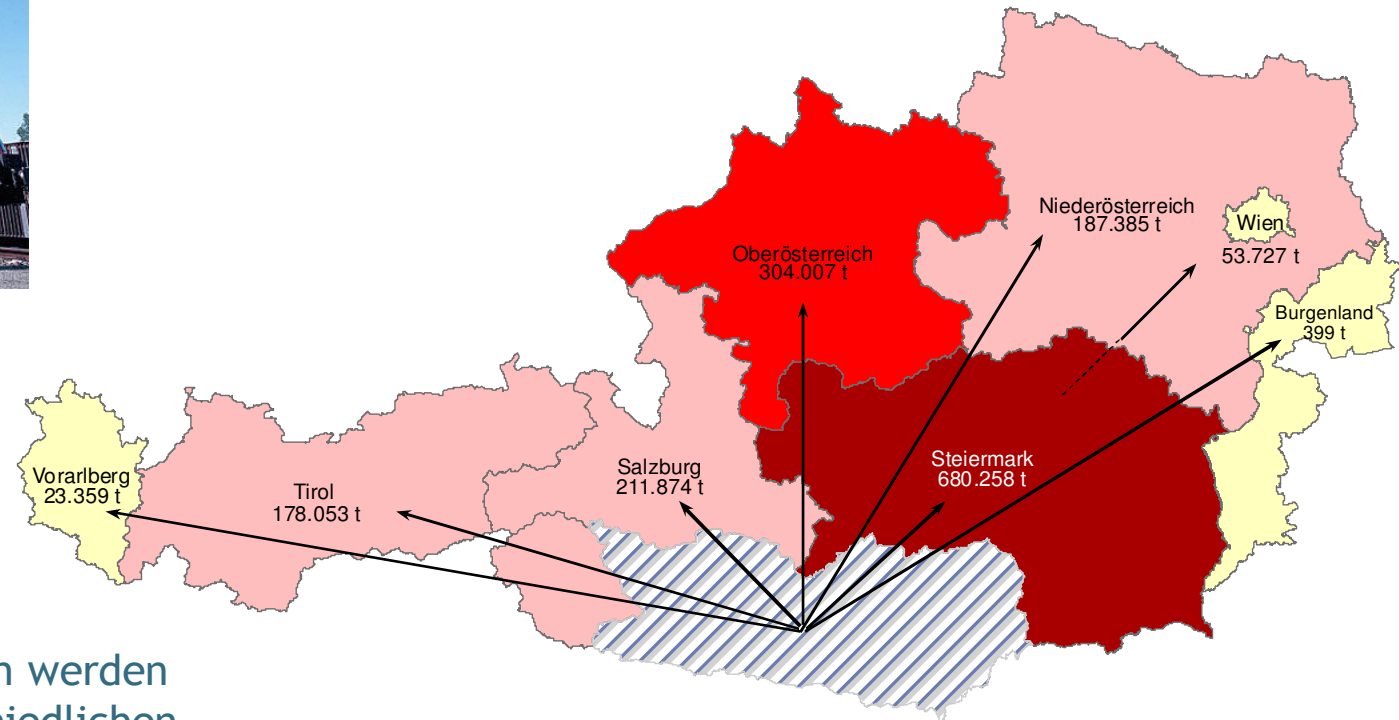 Niederösterreich
187.385 t
Wien
53.727 t
Oberösterreich
304.007 t
Burgenland
399 t
Steiermark
680.258 t
Salzburg
211.874 t
Vorarlberg
23.359 t
Tirol
178.053 t
werden